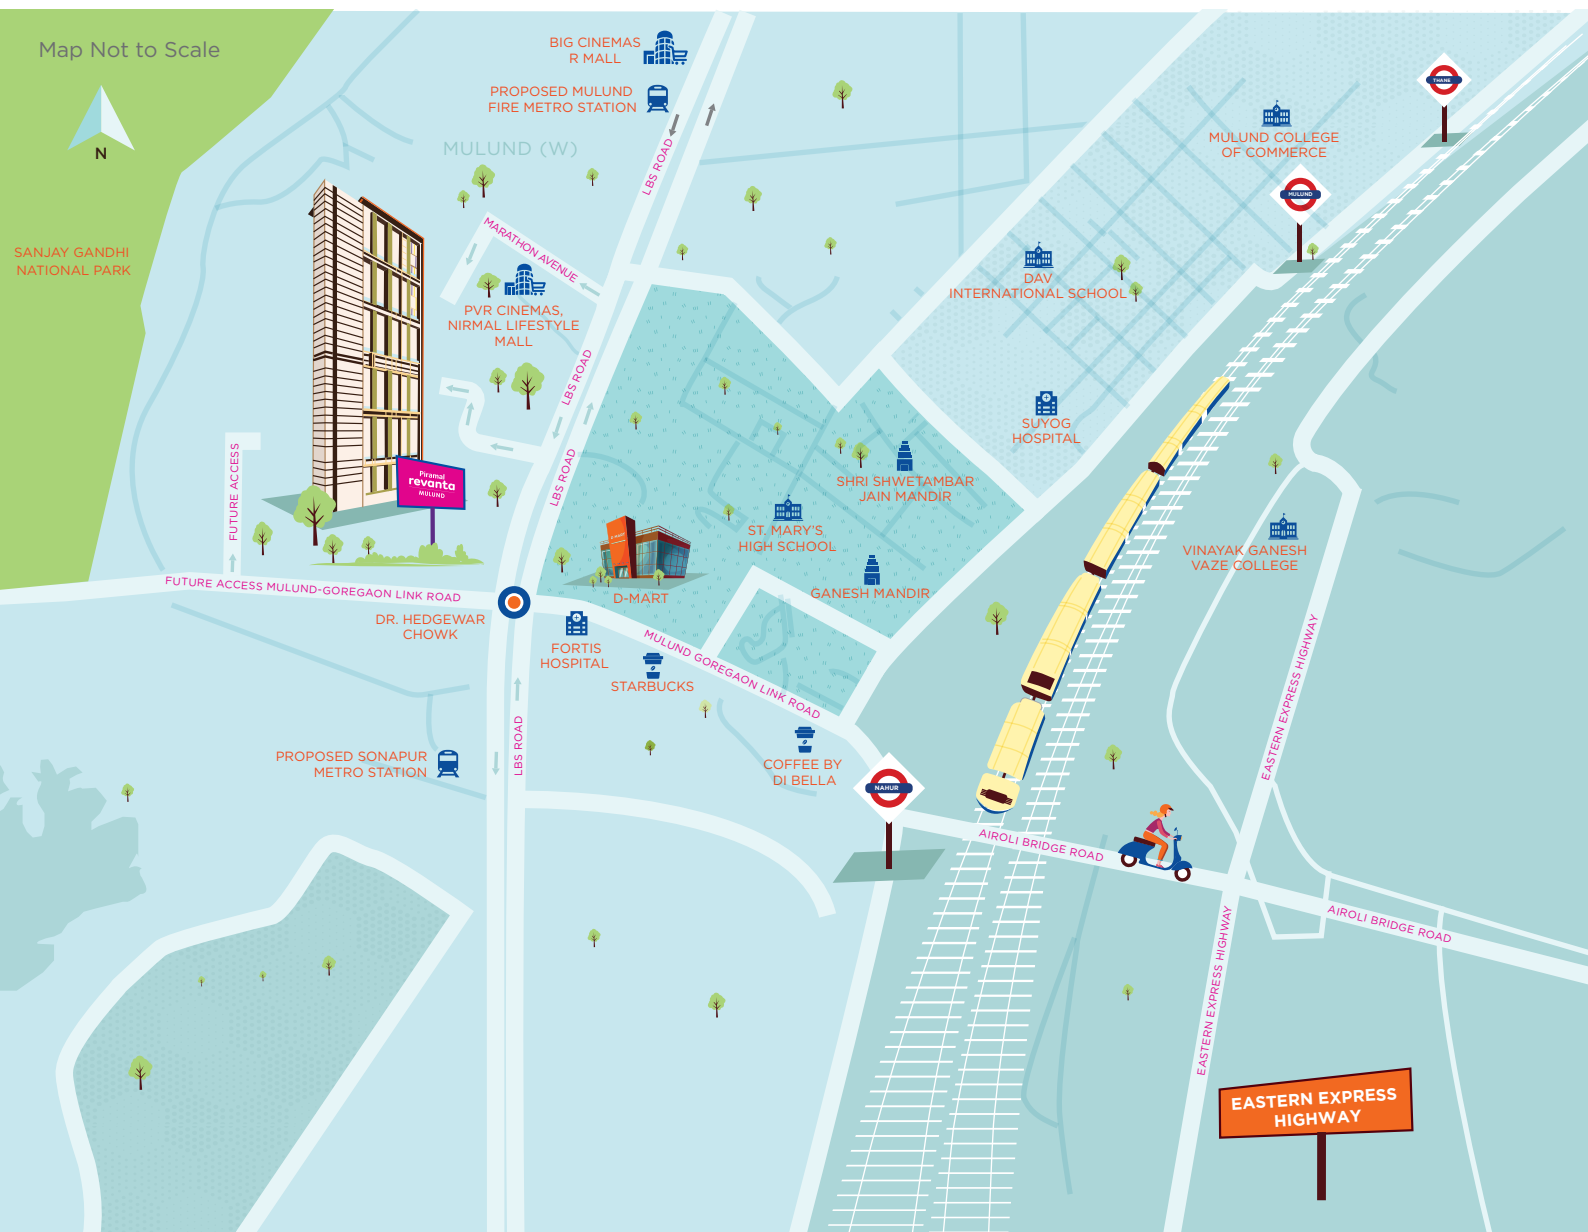 Map Not to Scale
N
BIG CINEMAS
R MALL
PROPOSED MULUND
FIRE METRO STATION
MULUND (W)
LBS ROAD
THANE
MULUND COLLEGE
OF COMMERCE
MULUND
SANJAY GANDHI
NATIONAL PARK
MARATHON AVENUE
PVR CINEMAS,
NIRMAL LIFESTYLE
MALL
DAV
INTERNATIONAL SCHOOL
LBS ROAD
SUYOG
HOSPITAL
FUTURE ACCESS
Piramal
revanta
MULUND
LBS ROAD
SHRI SHWETAMBAR
JAIN MANDIR
ST. MARY'S
HIGH SCHOOL
VINAYAK GANESH
VAZE COLLEGE
FUTURE ACCESS MULUND-GOREGAON LINK ROAD
D-MART
GANESH MANDIR
DR. HEDGEWAR
CHOWK
FORTIS
HOSPITAL
STARBUCKS
MULUND GOREGAON LINK ROAD
EASTERN EXPRESS HIGHWAY
PROPOSED SONAPUR
METRO STATION
LBS ROAD
COFFEE BY
DI BELLA
NAHUR
AIROLI BRIDGE ROAD
AIROLI BRIDGE ROAD
EASTERN EXPRESS HIGHWAY
EASTERN EXPRESS
HIGHWAY